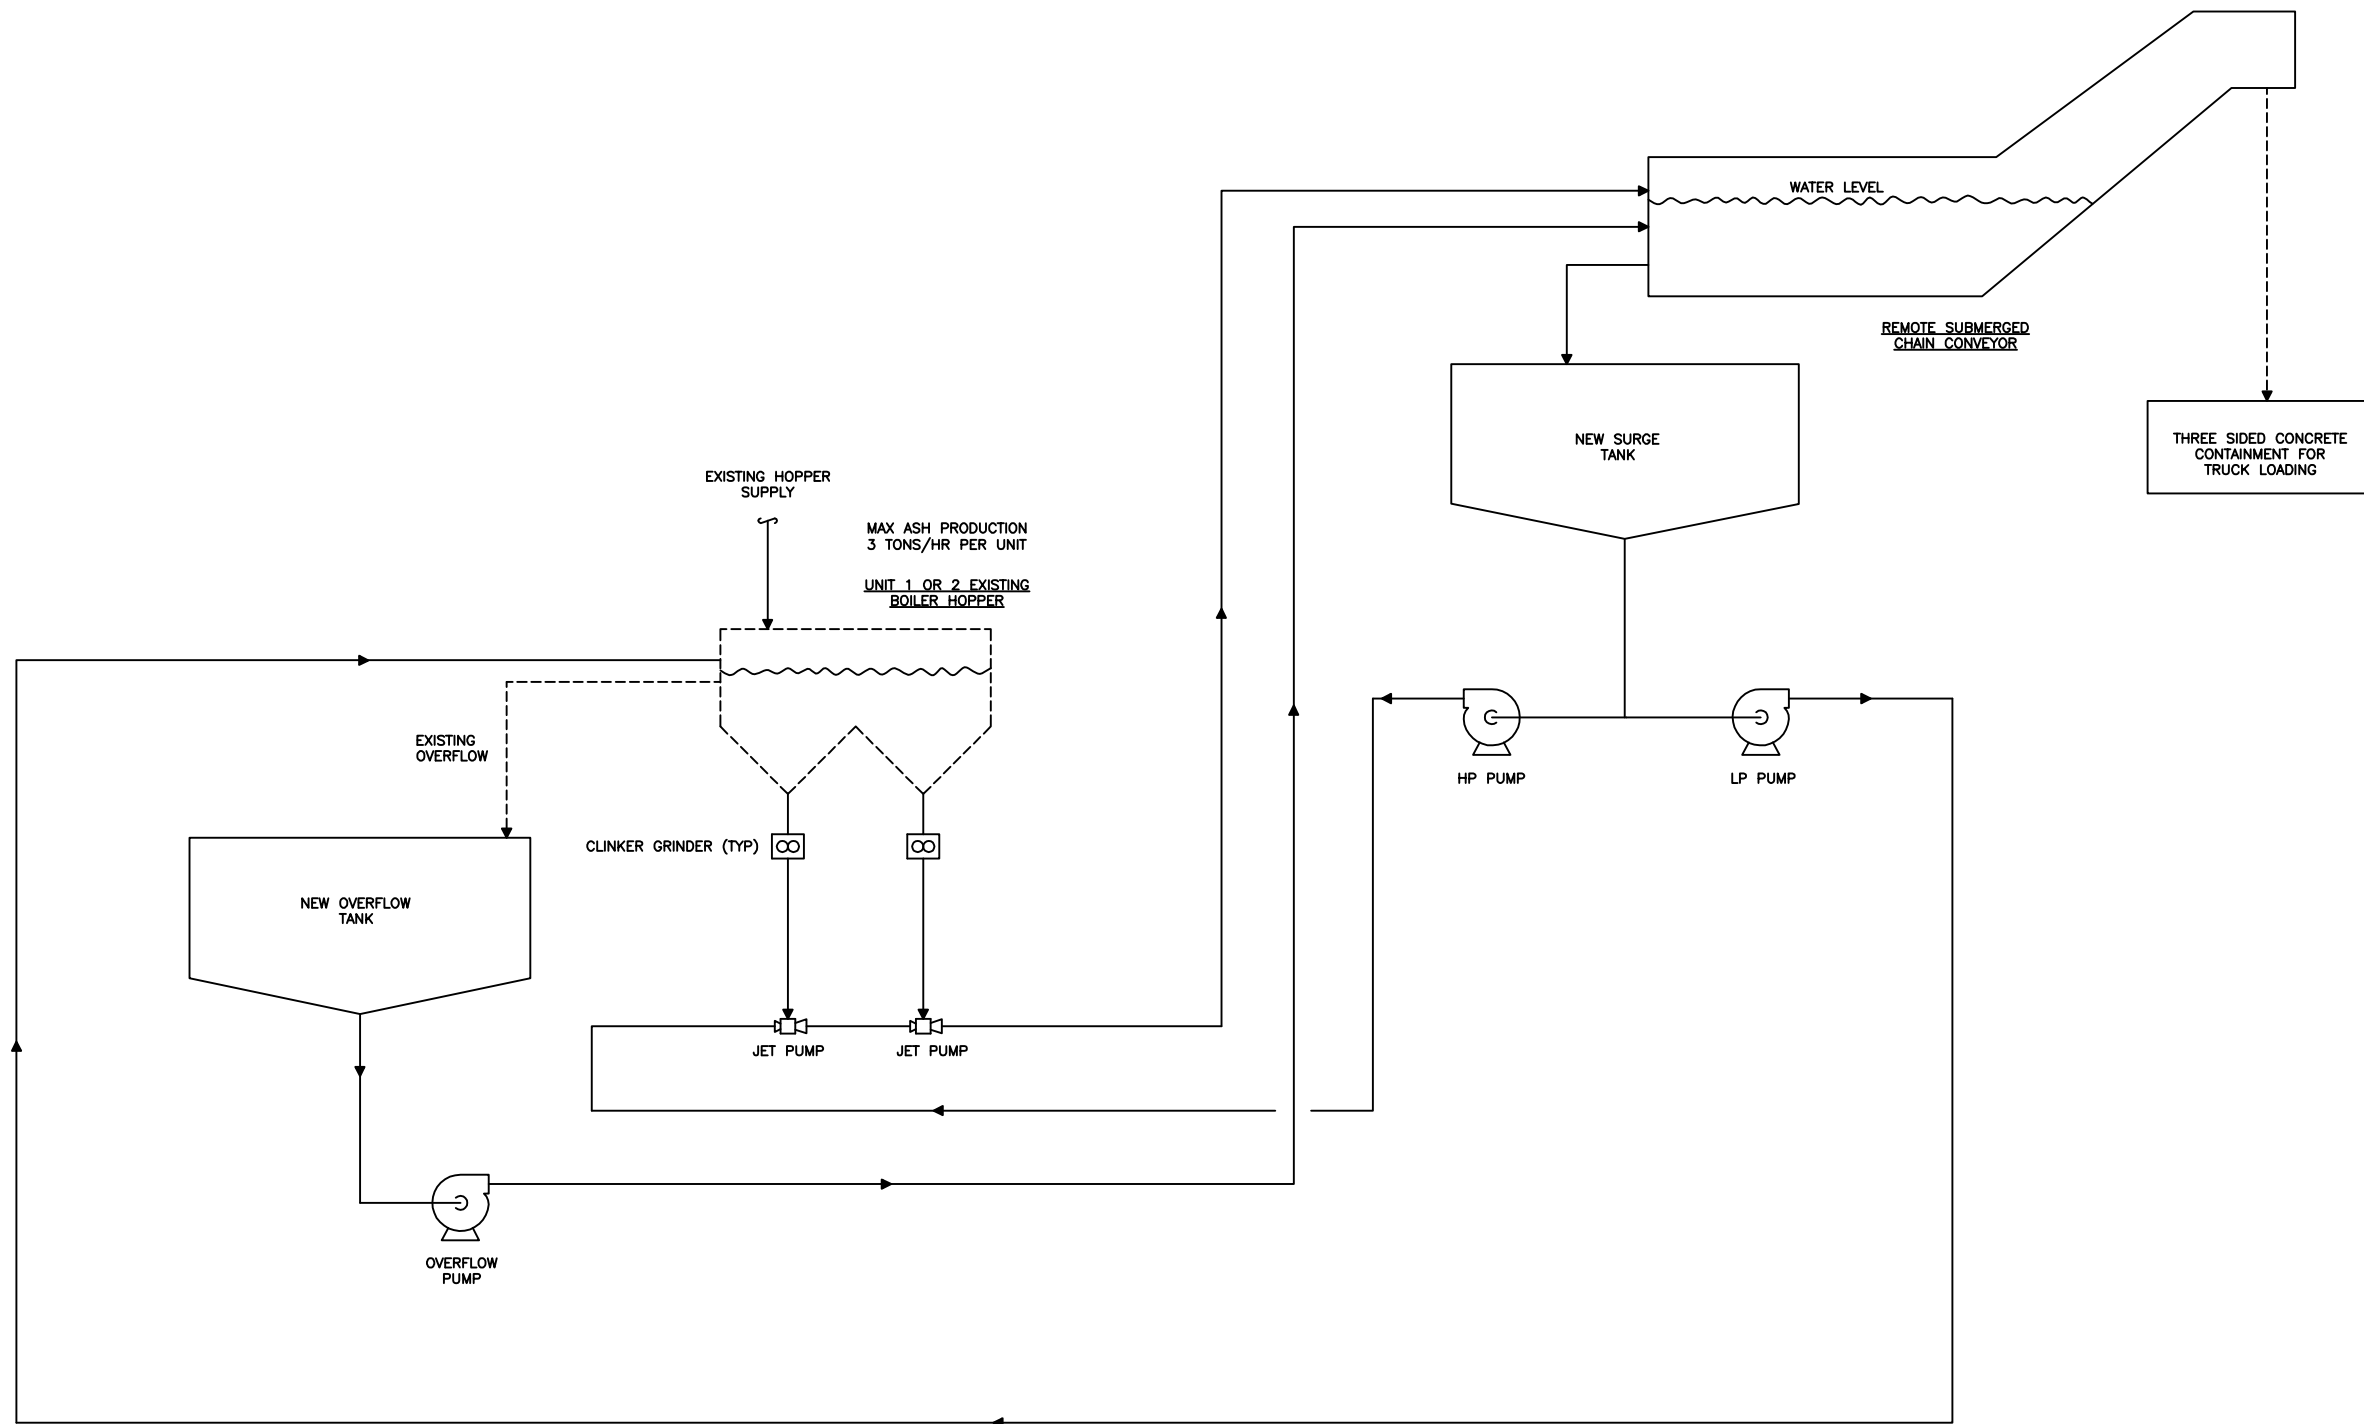 WATER LEVEL
REMOTE SUBMERGED
CHAIN CONVEYOR
NEW SURGE
TANK
THREE SIDED CONCRETE
CONTAINMENT FOR
TRUCK LOADING
EXISTING HOPPER
SUPPLY
MAX ASH PRODUCTION
3 TONS/HR PER UNIT
UNIT 1 OR 2 EXISTING
BOILER HOPPER
EXISTING
OVERFLOW
HP PUMP
LP PUMP
CLINKER GRINDER (TYP)
NEW OVERFLOW
TANK
JET PUMP
JET PUMP
OVERFLOW
PUMP